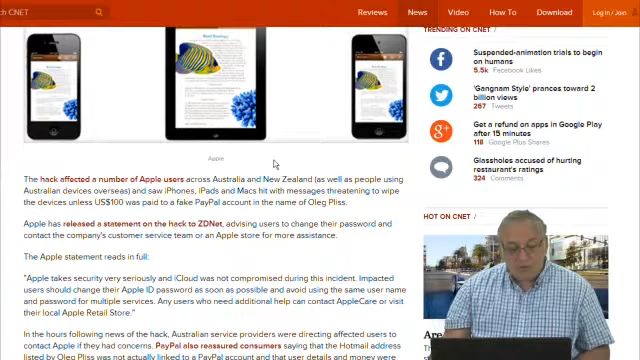 ch CNET
Reviews
News
Video
How To
Download
Log In / Join
Apple
The hack affected a number of Apple users across Australia and New Zealand (as well as people using
Australian devices overseas) and saw iPhones, iPads and Macs hit with messages threatening to wipe
the devices unless US$100 was paid to a fake PayPal account in the name of Oleg Pliss.
Apple has released a statement on the hack to ZDNet, advising users to change their password and
contact the company's customer service team or an Apple store for more assistance.
The Apple statement reads in full:
"Apple takes security very seriously and iCloud was not compromised during this incident. Impacted
users should change their Apple ID password as soon as possible and avoid using the same user name
and password for multiple services. Any users who need additional help can contact AppleCare or visit
their local Apple Retail Store."
In the hours following news of the hack, Australian service providers were directing affected users to
contact Apple if they had concerns. PayPal also reassured consumers saying that the Hotmail address
listed by Oleg Pliss was not actually linked to a PayPal account and that user details and money were
TRENDING ON CNET
Suspended-animation trials to begin
on humans
5.5k Facebook Likes
'Gangnam Style' prances toward 2
billion views
267 Tweets
Get a refund on apps in Google Play
after 15 minutes
118 Google Plus Shares
Glassholes accused of hurting
restaurant's ratings
324 Comments
HOT ON CNET
Are